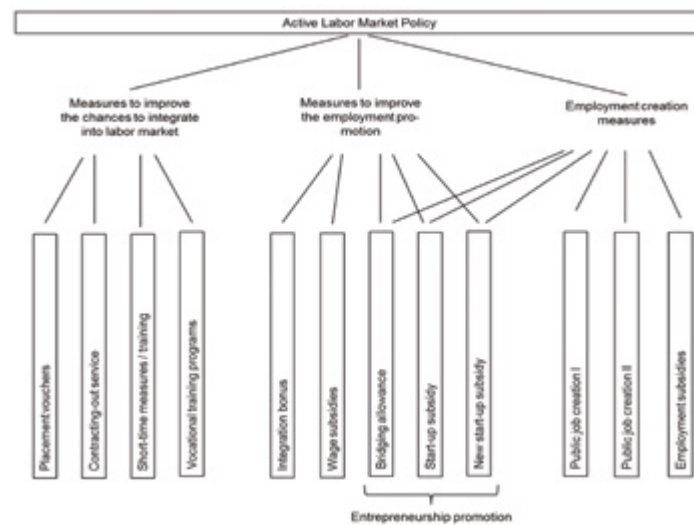 Active Labor Market Policy
Measures to improve
the chances to integrate
into labor market
Measures to improve
the employment pro-
motion
Employment creation
measures
Placement vouchers
Contracting-out service
Short-time measures / training
Vocational training programs
Integration bonus
Wage subsidies
Bridging allowance
Start-up subsidy
New start-up subsidy
Public job creation I
Public job creation II
Employment subsidies
Entrepreneurship promotion